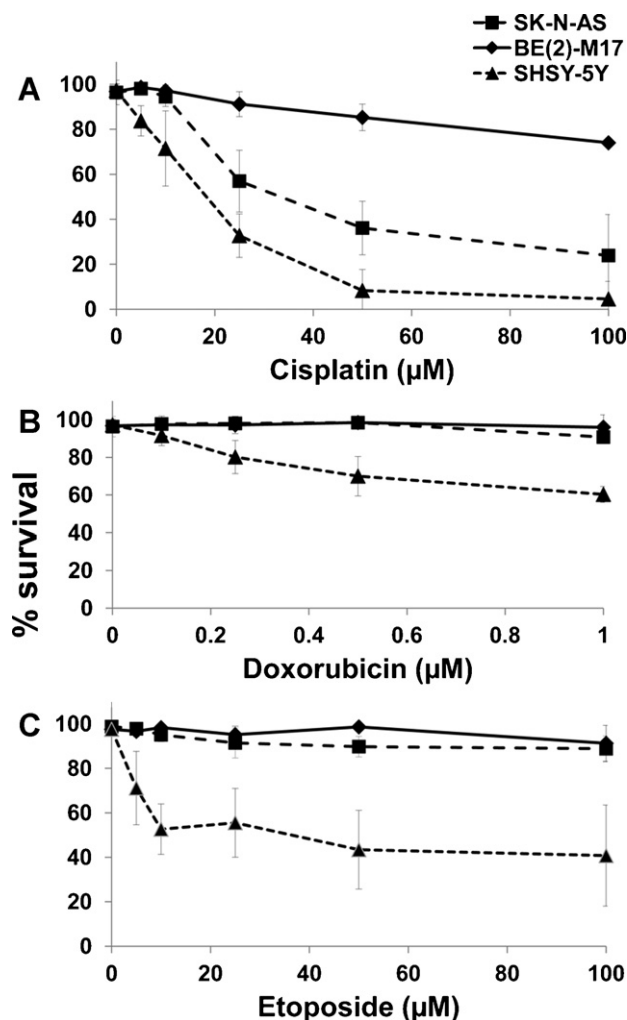 SK-N-AS
BE(2)-M17
SHSY-5Y
A
100
80
60
40
20
0
0 20 40 60 80 100
Cisplatin (µM)
B
100
80
60
40
20
0
0 0.2 0.4 0.6 0.8 1
Doxorubicin (µM)
% survival
C
100
80
60
40
20
0
0 20 40 60 80 100
Etoposide (µM)